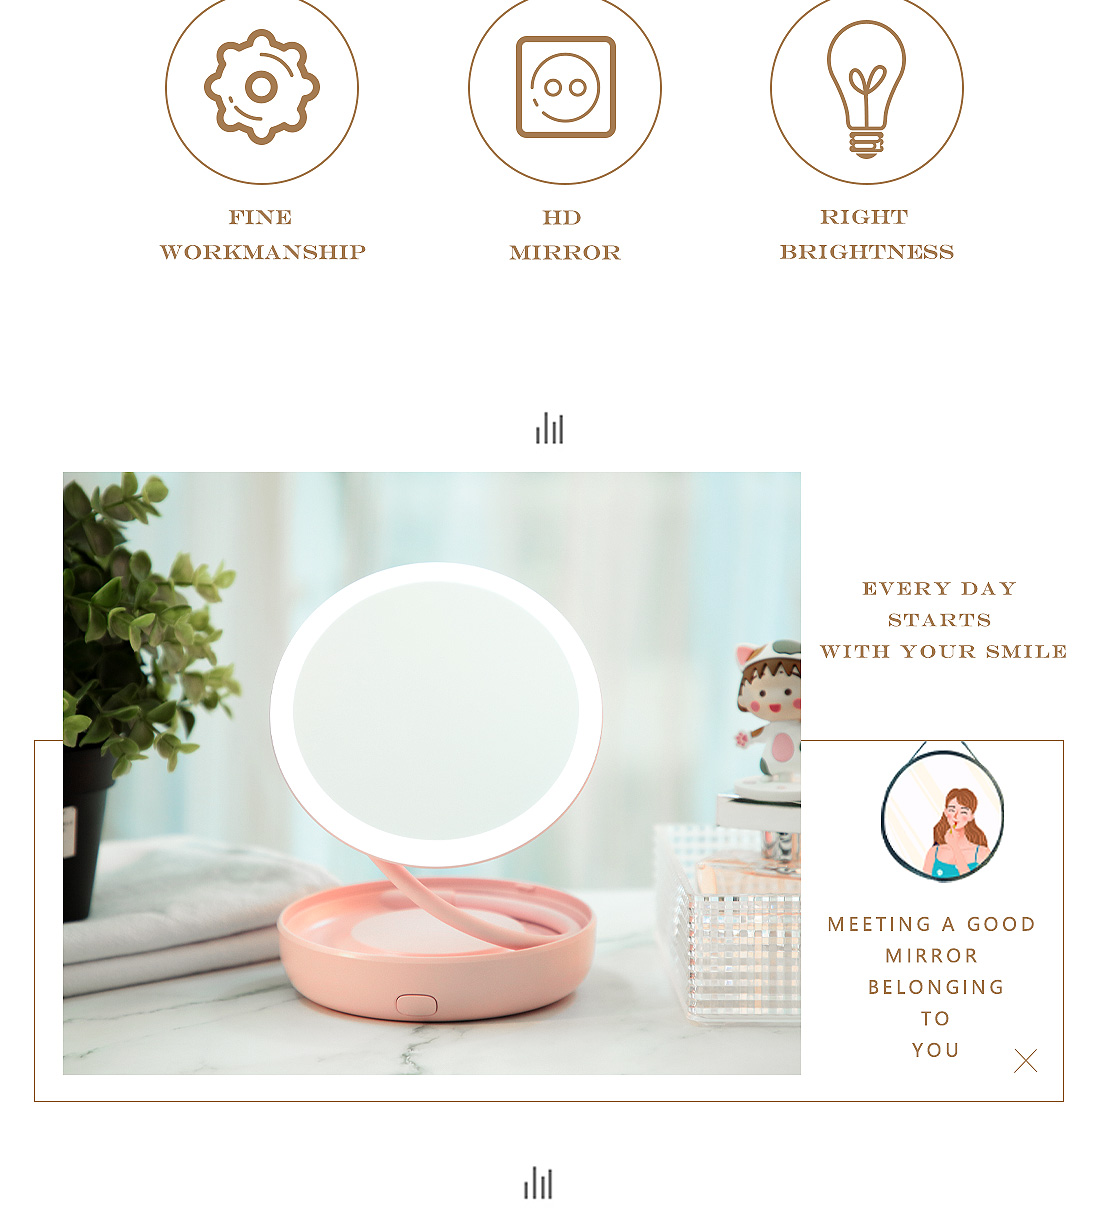 FINE
WORKMANSHIP
HD
MIRROR
RIGHT
BRIGHTNESS
EVERY DAY
STARTS
WITH YOUR SMILE
MEETING A GOOD
MIRROR
BELONGING
TO
YOU